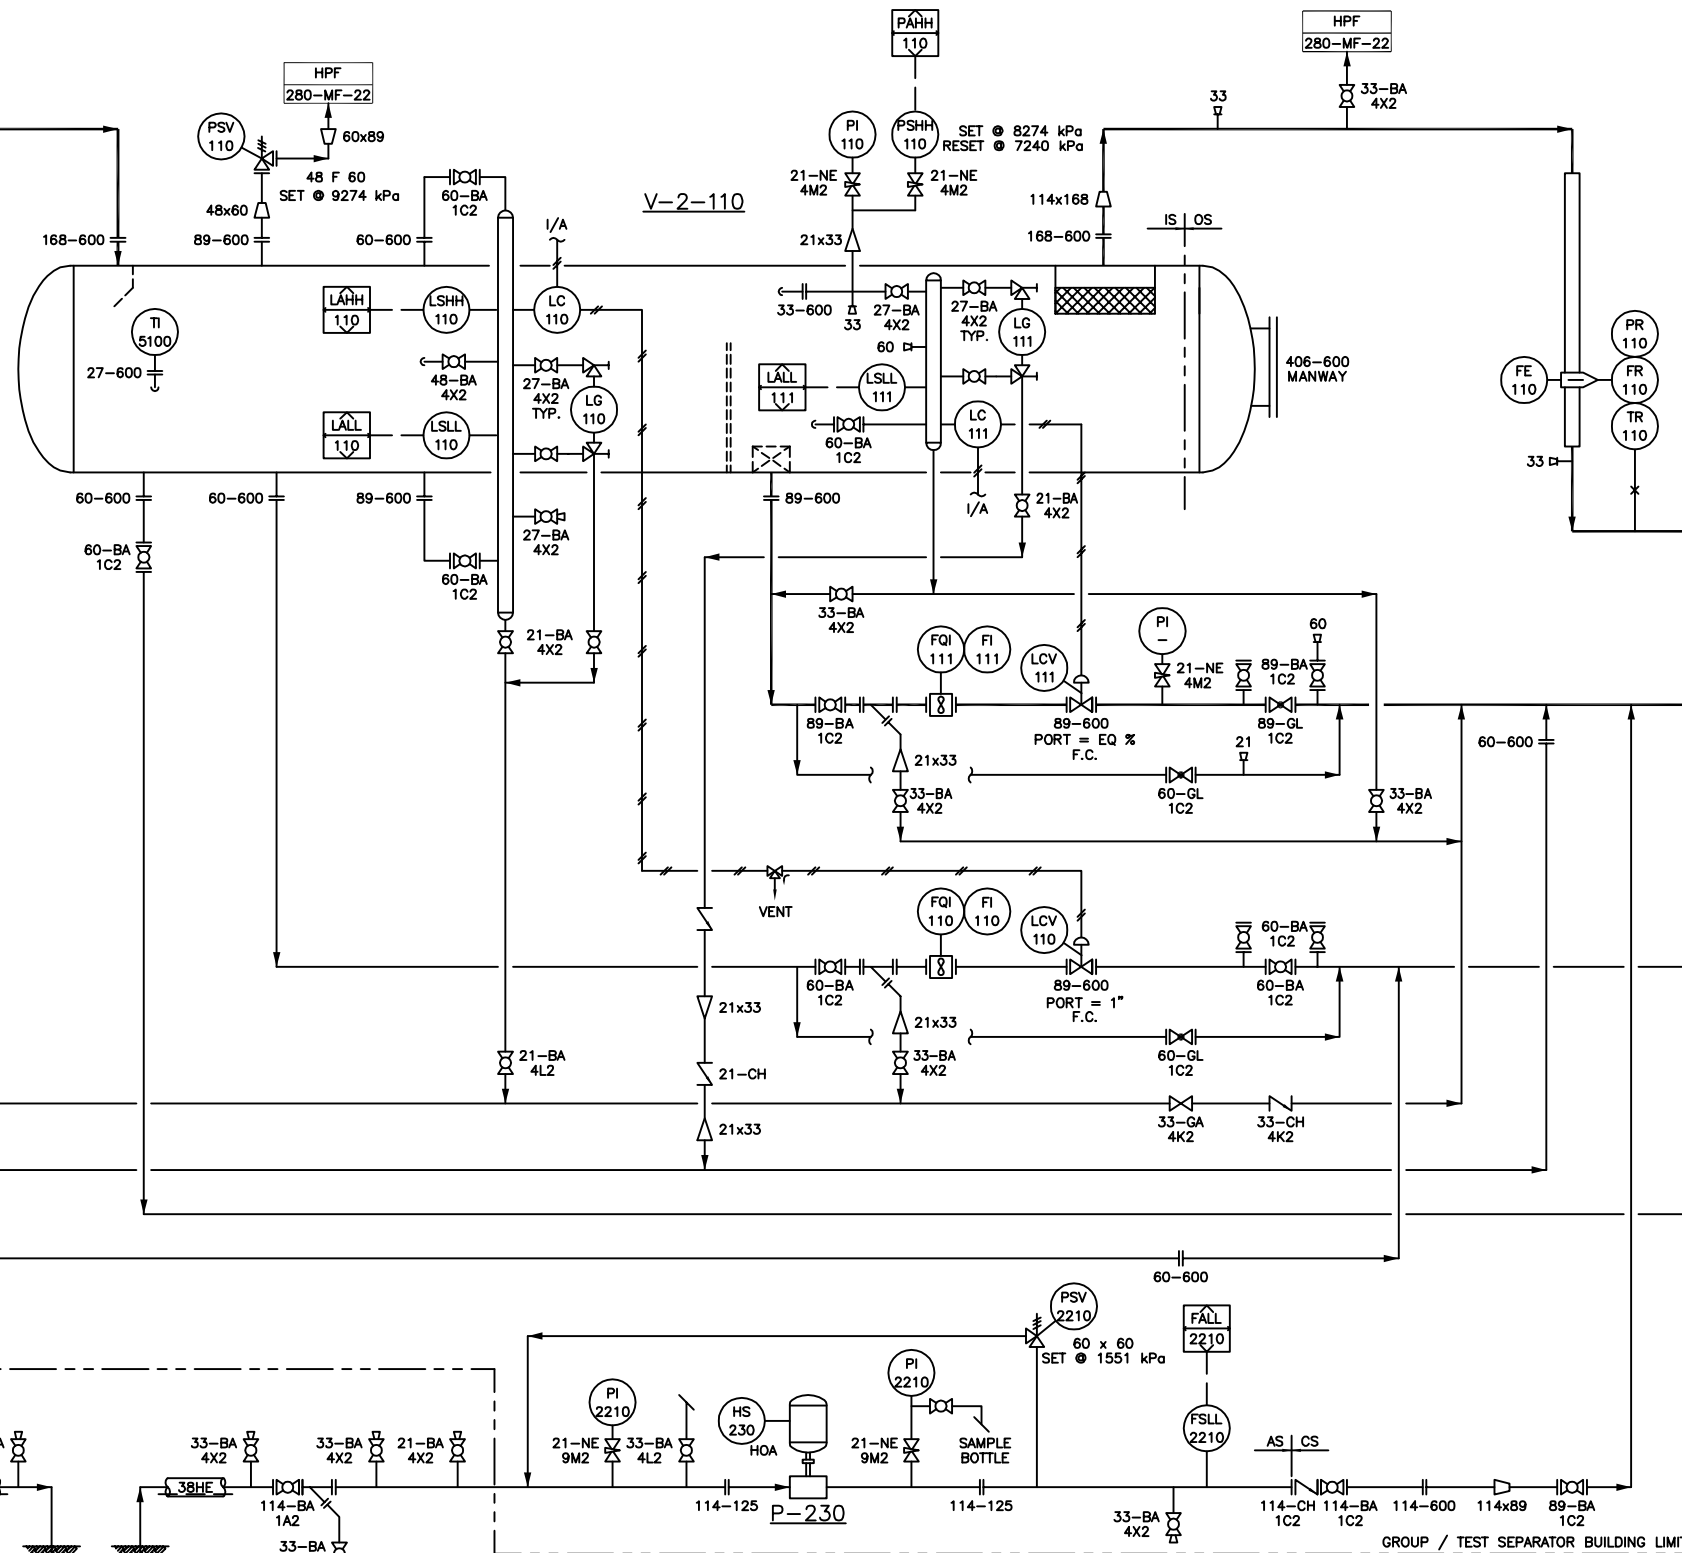 PAHH
110
HPF
280-MF-22
HPF
280-MF-22
33-BA
4X2
33
60x89
PSV
110
48 F 60
SET @ 9274 kPa
48x60
PI
110
PSHH
110
SET @ 8274 kPa
RESET @ 7240 kPa
21-NE
4M2
21-NE
4M2
60-BA
1C2
V-2-110
114x168
IS
OS
168-600
89-600
60-600
I/A
21x33
168-600
LAHH
110
LSHH
110
LC
110
33-600
33
27-BA
4X2
27-BA
4X2
TYP.
LG
111
TI
5100
27-600
48-BA
4X2
27-BA
4X2
TYP.
LG
110
60
LALL
111
LSLL
111
406-600
MANWAY
PR
110
FE
110
FR
110
TR
110
LALL
110
LSLL
110
LC
111
60-BA
1C2
33
60-600
60-600
89-600
89-600
I/A
21-BA
4X2
27-BA
4X2
60-BA
1C2
60-BA
1C2
33-BA
4X2
21-BA
4X2
FQI
111
FI
111
LCV
111
PI
-
21-NE
4M2
60
89-BA
1C2
89-BA
1C2
89-600
PORT = EQ %
F.C.
89-GL
1C2
60-600
21x33
21
33-BA
4X2
60-GL
1C2
33-BA
4X2
VENT
FQI
110
FI
110
LCV
110
60-BA
1C2
60-BA
1C2
89-600
PORT = 1"
F.C.
60-BA
1C2
21x33
21x33
21-BA
4L2
21-CH
33-BA
4X2
60-GL
1C2
21x33
33-GA
4K2
33-CH
4K2
60-600
PSV
2210
60 x 60
SET @ 1551 kPa
FALL
2210
PI
2210
PI
2210
HS
230
HOA
FSLL
2210
33-BA
4X2
33-BA
4X2
21-BA
4X2
21-NE
9M2
33-BA
4L2
21-NE
9M2
SAMPLE
BOTTLE
AS
CS
38HE
114-BA
1A2
33-BA
114-125
P-230
114-125
33-BA
4X2
114-CH
1C2
114-BA
1C2
114-600
114x89
89-BA
1C2
GROUP / TEST SEPARATOR BUILDING LIMI